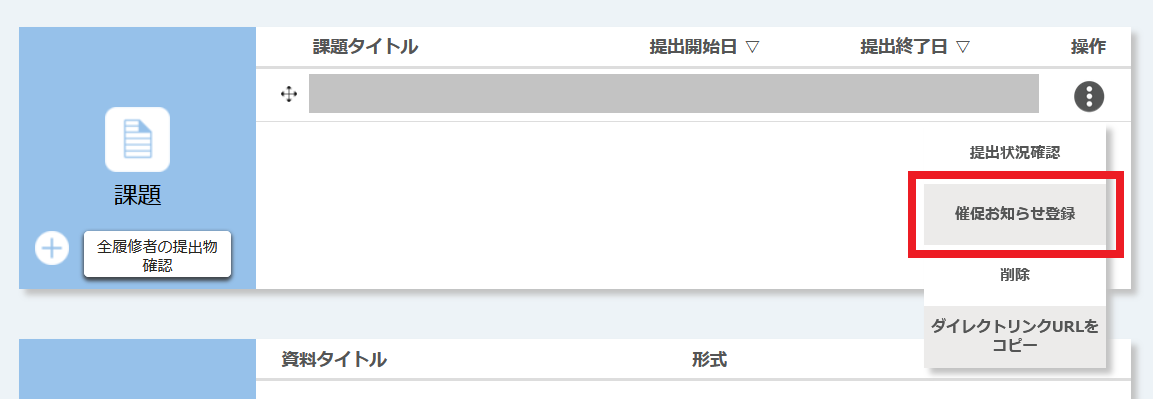 課題タイトル 提出開始日 ▽ 提出終了日 ▽ 操作
課題
全履修者の提出物
確認
提出状況確認
催促お知らせ登録
削除
ダイレクトリンクURLを
コピー
資料タイトル 形式